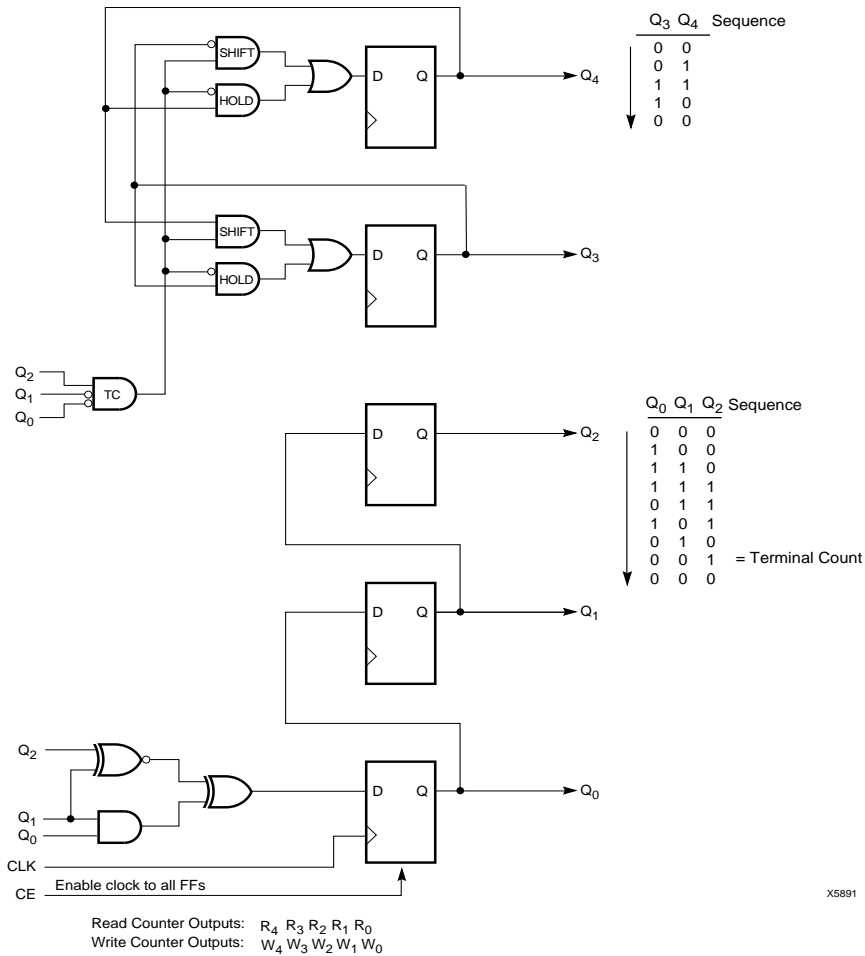 Q3 Q4 Sequence
0 0
0 1
1 1
1 0
0 0
SHIFT
HOLD
D Q
Q4
SHIFT
HOLD
D Q
Q3
Q2
Q1
Q0
TC
D Q
Q2
Q0 Q1 Q2 Sequence
0 0 0
1 0 0
1 1 0
1 1 1
0 1 1
1 0 1
0 1 0
0 0 1 = Terminal Count
0 0 0
D Q
Q1
Q2
Q1
Q0
D Q
Q0
CLK
CE Enable clock to all FFs
X5891
Read Counter Outputs: R4 R3 R2 R1 R0
Write Counter Outputs: W4 W3 W2 W1 W0